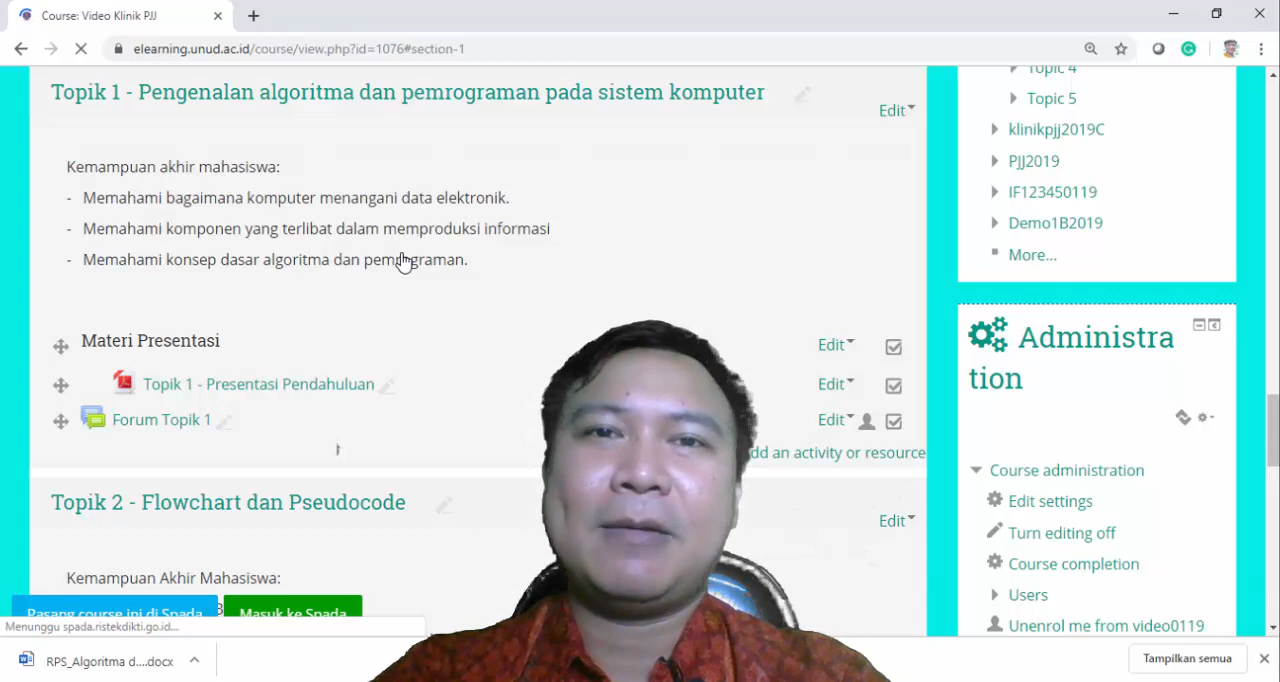 Course: Video Klinik PJJ
elearning.unud.ac.id/course/view.php?id=1076#section-1
Topik 1 - Pengenalan algoritma dan pemrograman pada sistem komputer
Edit
Kemampuan akhir mahasiswa:
- Memahami bagaimana komputer menangani data elektronik.
- Memahami komponen yang terlibat dalam memproduksi informasi
- Memahami konsep dasar algoritma dan pemrograman.
Materi Presentasi
Edit
Topik 1 - Presentasi Pendahuluan
Edit
Forum Topik 1
Edit
dd an activity or resource
Topik 2 - Flowchart dan Pseudocode
Edit
Kemampuan Akhir Mahasiswa:
Pasang course ini di Spada
Masuk ke Spada
Menunggu spada.ristekdikti.go.id...
Topic 4
Topic 5
klinikpjj2019C
PJJ2019
IF123450119
Demo1B2019
More...
Administra
tion
Course administration
Edit settings
Turn editing off
Course completion
Users
Unenrol me from video0119
RPS_Algoritma d....docx
Tampilkan semua